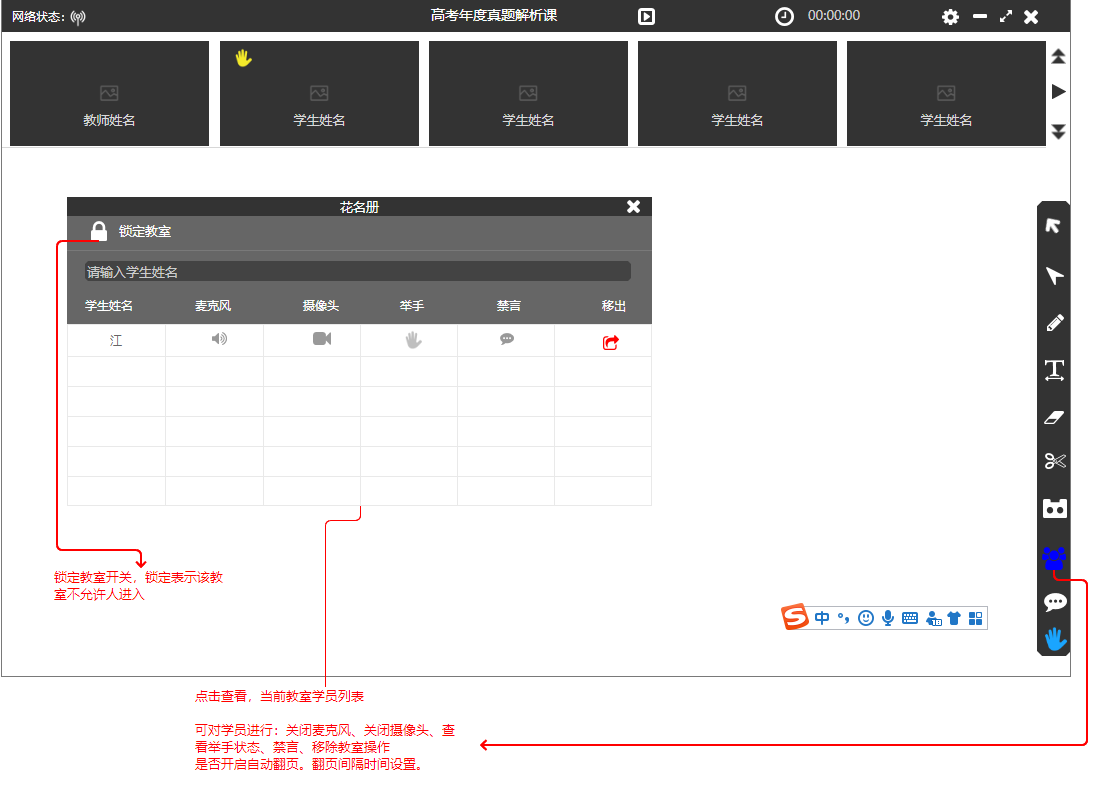 网络状态:
高考年度真题解析课
00:00:00
教师姓名
学生姓名
学生姓名
学生姓名
学生姓名
花名册
锁定教室
请输入学生姓名
学生姓名 麦克风 摄像头 举手 禁言 移出
江
锁定教室开关，锁定表示该教
室不允许人进入
中
点击查看，当前教室学员列表
可对学员进行：关闭麦克风、关闭摄像头、查
看举手状态、禁言、移除教室操作
是否开启自动翻页。翻页间隔时间设置。